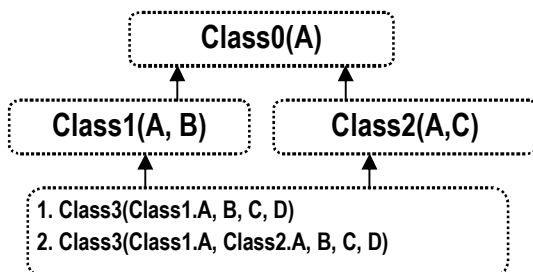 Class0(A)
Class1(A, B)
Class2(A,C)
1. Class3(Class1.A, B, C, D)
2. Class3(Class1.A, Class2.A, B, C, D)